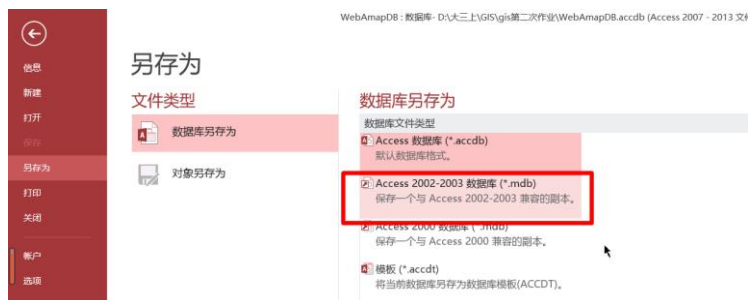 WebAmapDB : 数据库- D:\大三上\GIS\gis第二次作业\WebAmapDB.accdb (Access 2007 - 2013 文件
信息
新建
打开
保存
另存为
打印
关闭
帐户
选项
另存为
文件类型
数据库另存为
对象另存为
数据库另存为
数据库文件类型
Access 数据库 (*.accdb)
默认数据库格式。
Access 2002-2003 数据库 (*.mdb)
保存一个与 Access 2002-2003 兼容的副本。
Access 2000 数据库 (*.mdb)
保存一个与 Access 2000 兼容的副本。
模板 (*.accdt)
将当前数据库另存为数据库模板(ACCDT)。